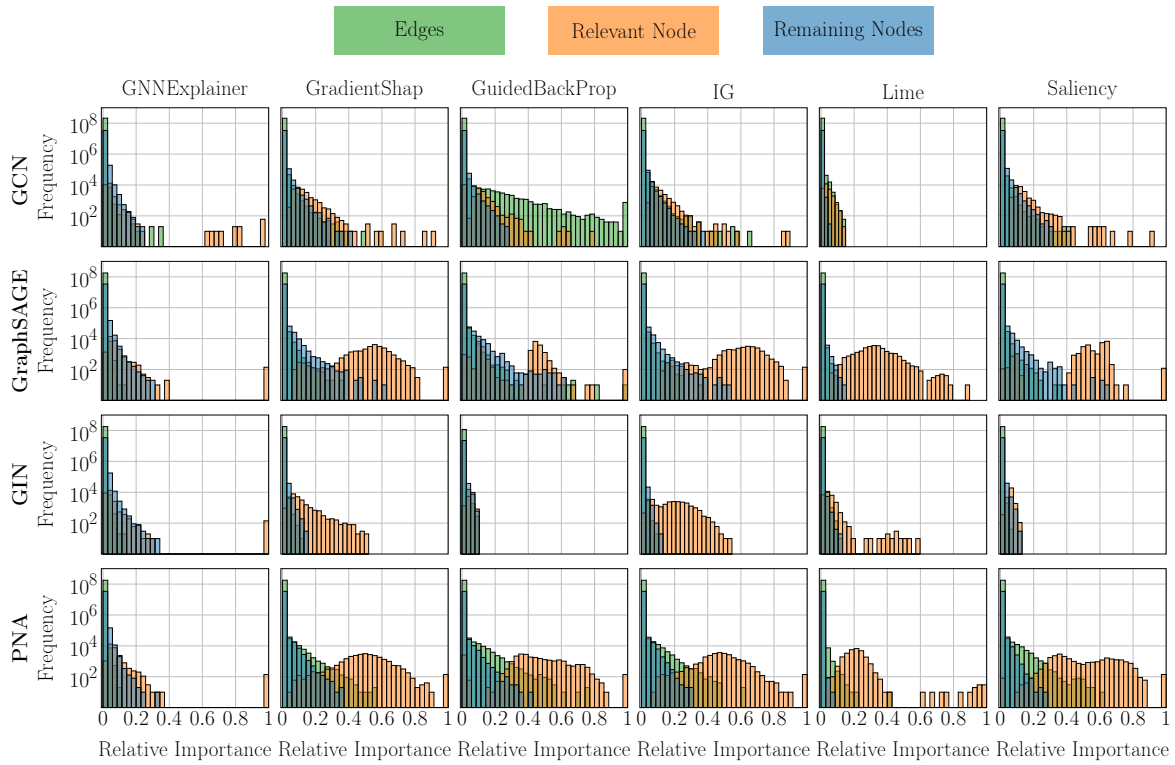 Edges Relevant Node Remaining Nodes
GNNExplainer GradientShap GuidedBackProp IG Lime Saliency
GCN
Frequency
10^8
10^6
10^4
10^2
GraphSAGE
Frequency
10^8
10^6
10^4
10^2
GIN
Frequency
10^8
10^6
10^4
10^2
PNA
Frequency
10^8
10^6
10^4
10^2
0 0.2 0.4 0.6 0.8 1 0.2 0.4 0.6 0.8 1 0.2 0.4 0.6 0.8 1 0.2 0.4 0.6 0.8 1 0.2 0.4 0.6 0.8 1 0.2 0.4 0.6 0.8 1
Relative Importance Relative Importance Relative Importance Relative Importance Relative Importance Relative Importance